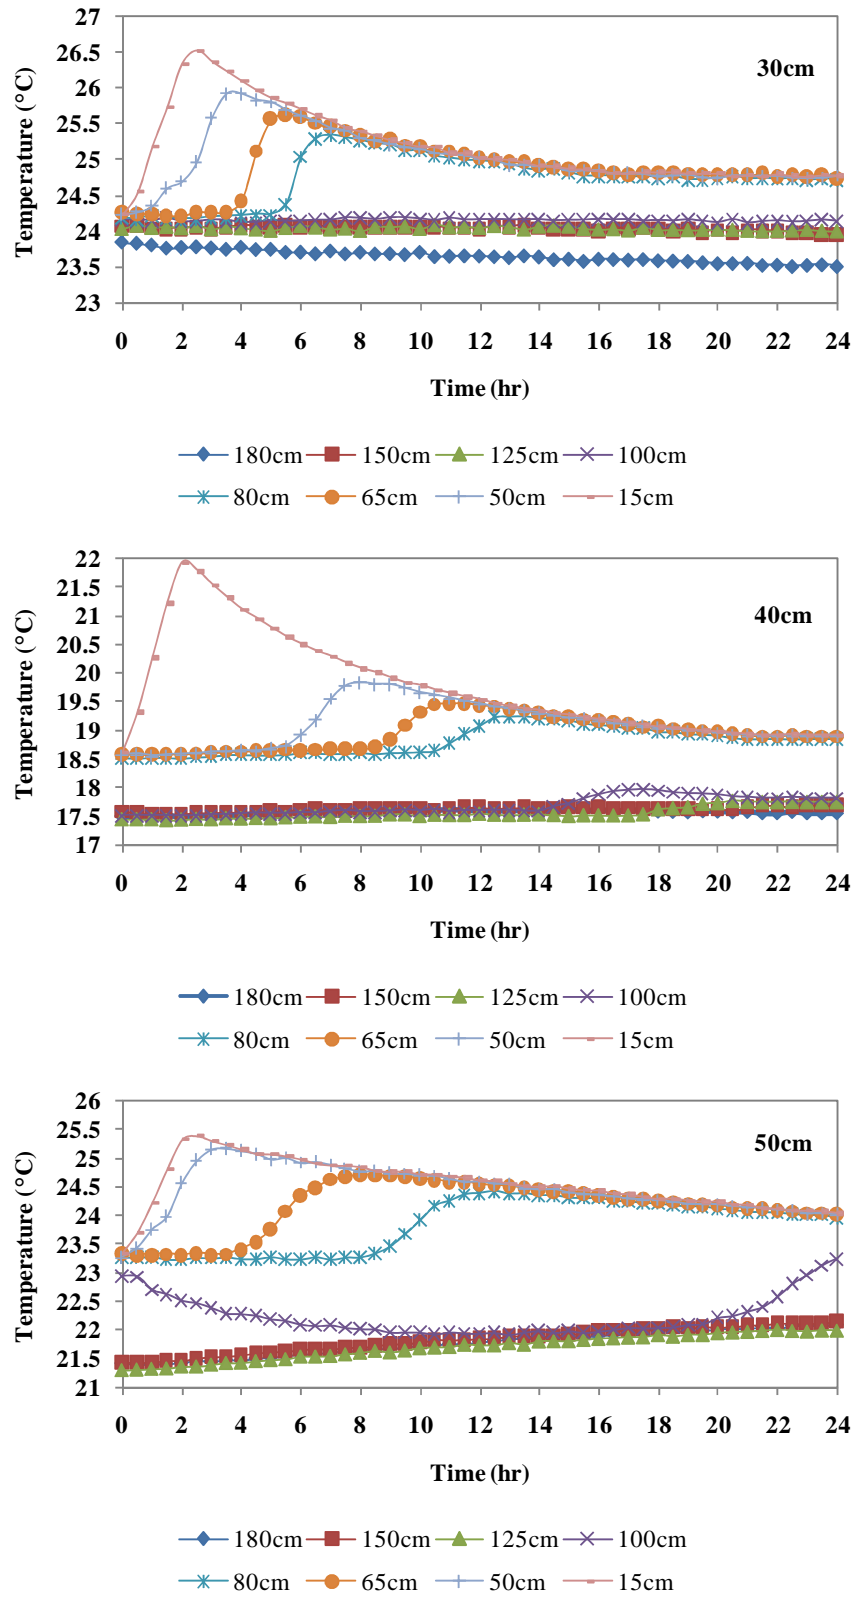 27
26.5
26
25.5
25
24.5
24
23.5
23
Temperature (°C)
30cm
0 2 4 6 8 10 12 14 16 18 20 22 24
Time (hr)
180cm 150cm 125cm 100cm
80cm 65cm 50cm 15cm
22
21.5
21
20.5
20
19.5
19
18.5
18
17.5
17
Temperature (°C)
40cm
0 2 4 6 8 10 12 14 16 18 20 22 24
Time (hr)
180cm 150cm 125cm 100cm
80cm 65cm 50cm 15cm
26
25.5
25
24.5
24
23.5
23
22.5
22
21.5
21
Temperature (°C)
50cm
0 2 4 6 8 10 12 14 16 18 20 22 24
Time (hr)
180cm 150cm 125cm 100cm
80cm 65cm 50cm 15cm